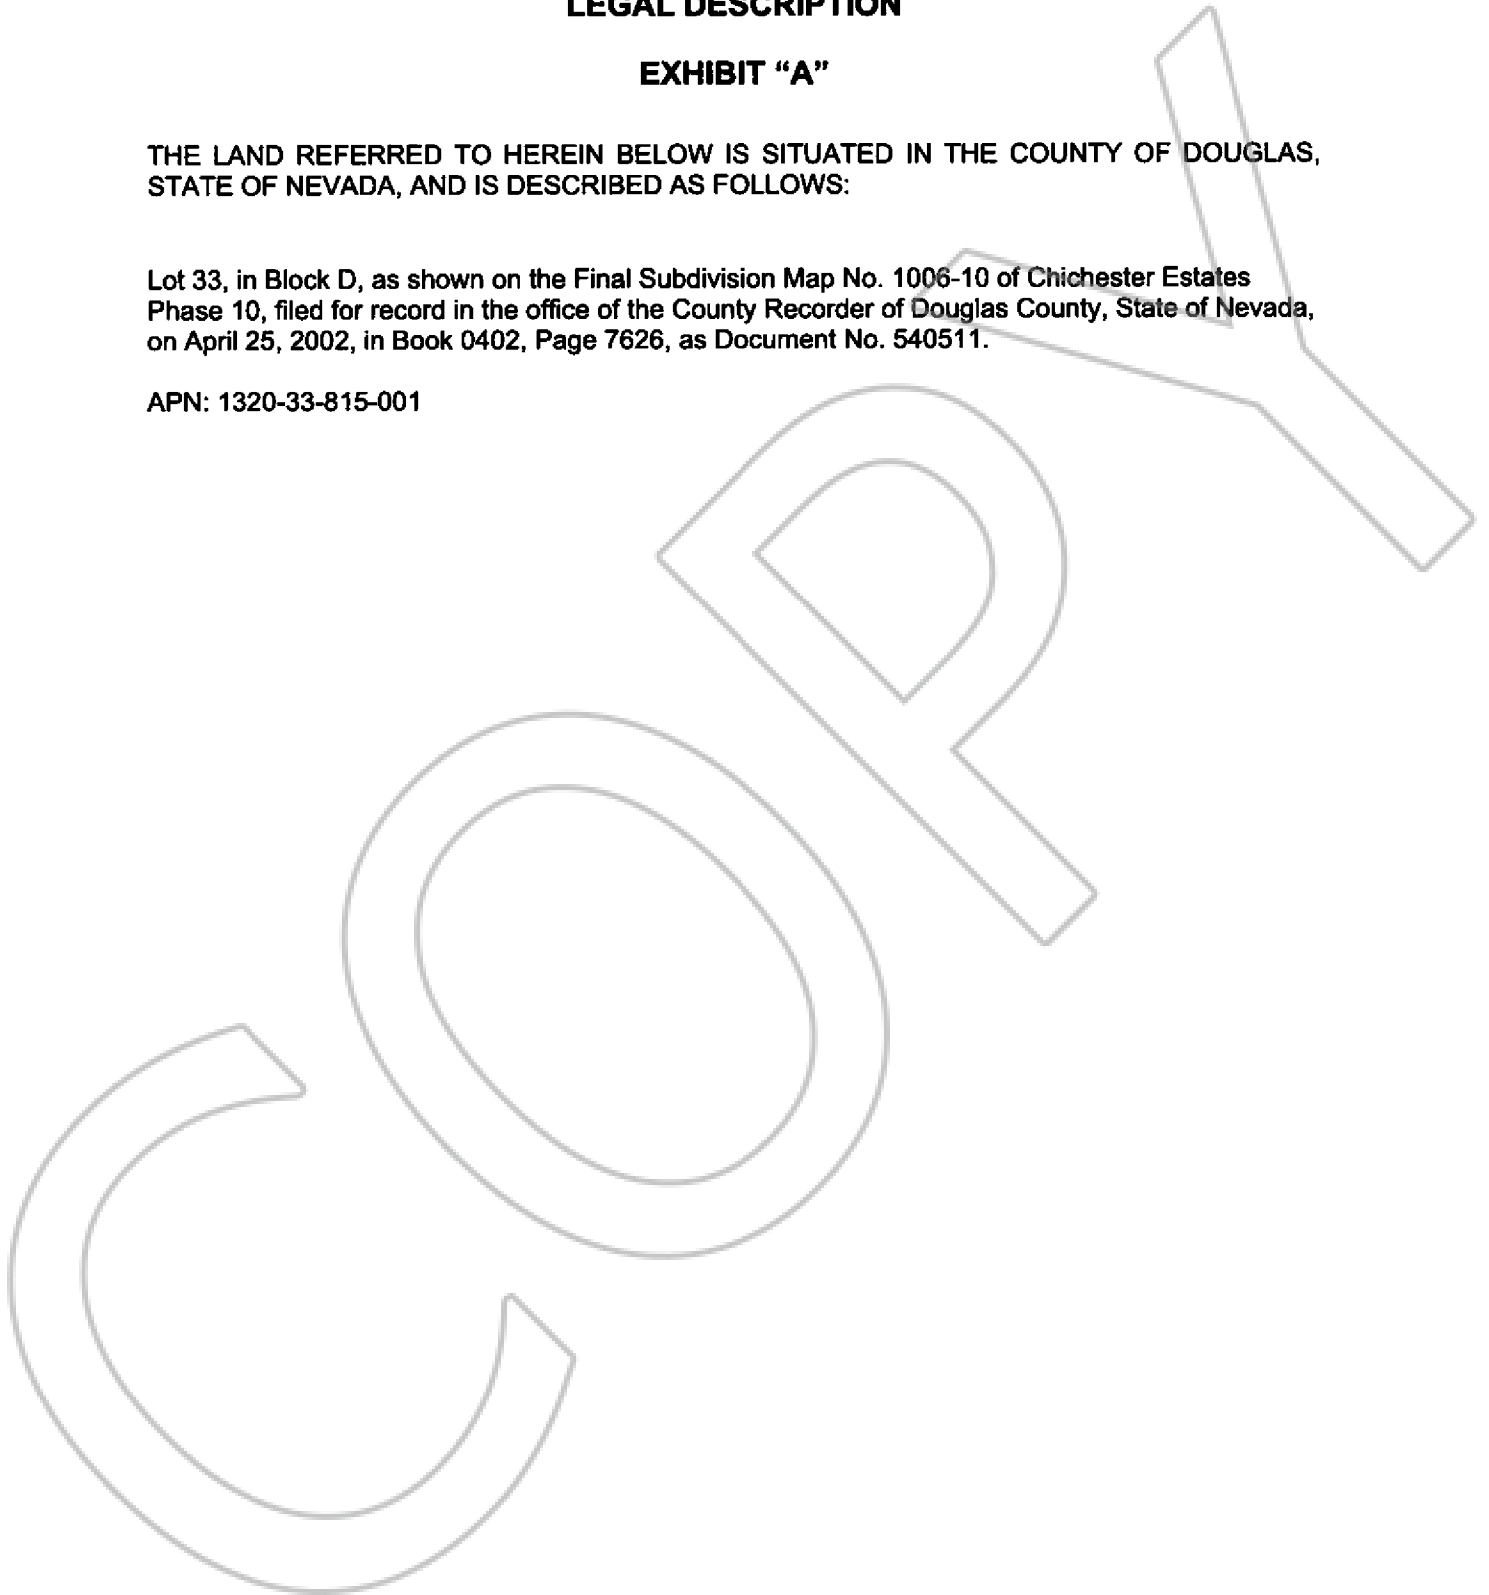 LEGAL DESCRIPTION
EXHIBIT “A”
THE LAND REFERRED TO HEREIN BELOW IS SITUATED IN THE COUNTY OF DOUGLAS,
STATE OF NEVADA, AND IS DESCRIBED AS FOLLOWS:
Lot 33, in Block D, as shown on the Final Subdivision Map No. 1006-10 of Chichester Estates
Phase 10, filed for record in the office of the County Recorder of Douglas County, State of Nevada,
on April 25, 2002, in Book 0402, Page 7626, as Document No. 540511.
APN: 1320-33-815-001
COPY